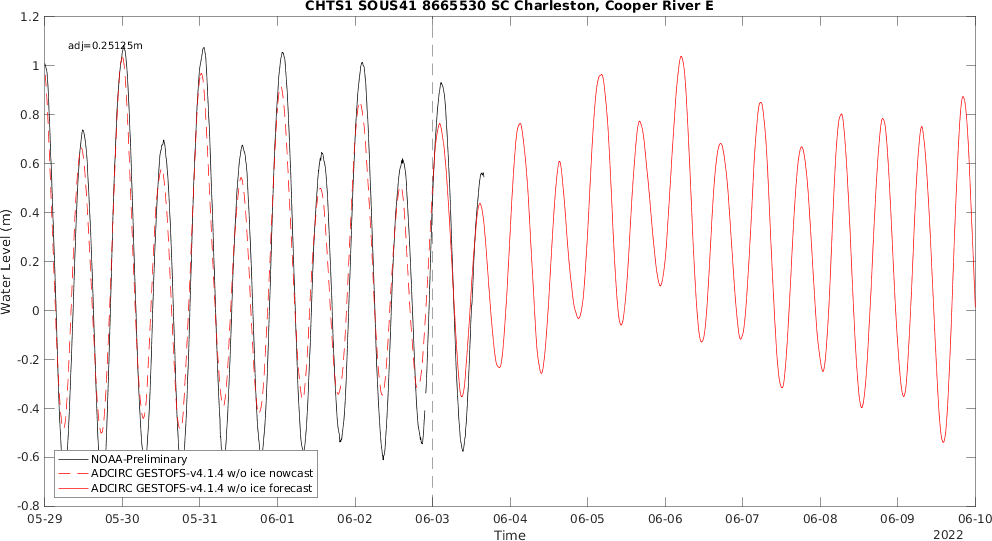 CHTS1 SOUS41 8665530 SC Charleston, Cooper River E
adj=0.25125m
Water Level (m)
1.2
1
0.8
0.6
0.4
0.2
0
-0.2
-0.4
-0.6
-0.8
NOAA-Preliminary
ADCIRC GESTOFS-v4.1.4 w/o ice nowcast
ADCIRC GESTOFS-v4.1.4 w/o ice forecast
05-29 05-30 05-31 06-01 06-02 06-03 06-04 06-05 06-06 06-07 06-08 06-09 06-10
Time
2022